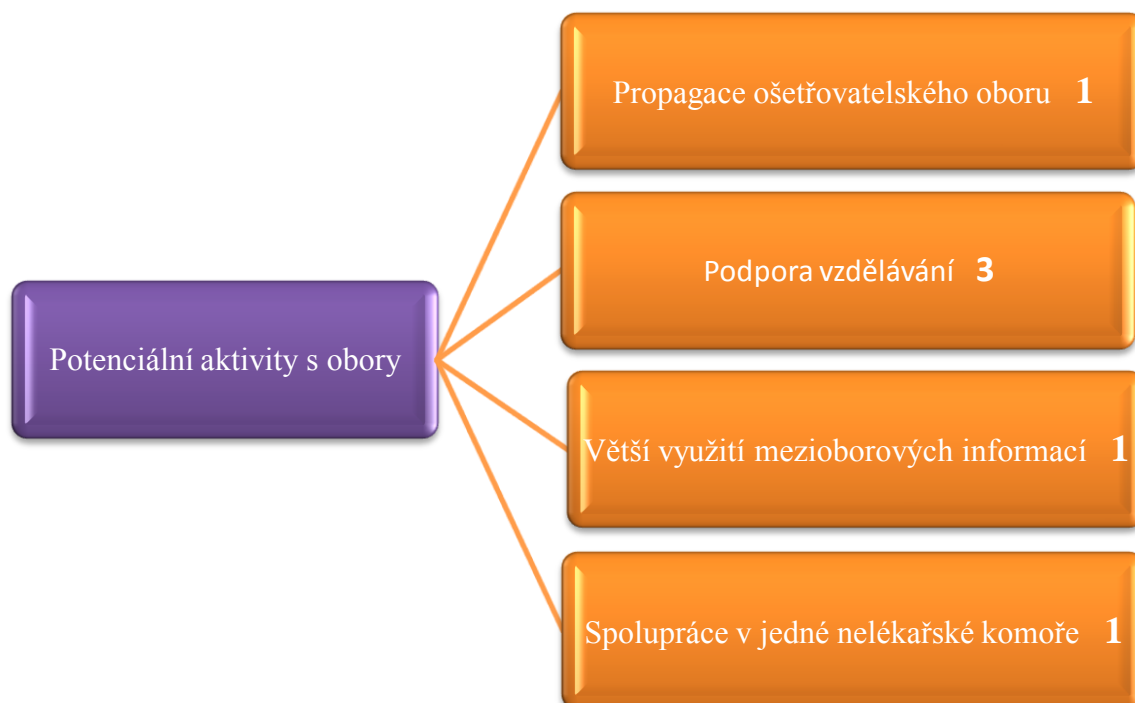 Propagace ošetřovatelského oboru 1
Podpora vzdělávání 3
Potenciální aktivity s obory
Větší využití mezioborových informací 1
Spolupráce v jedné nelékařské komoře 1